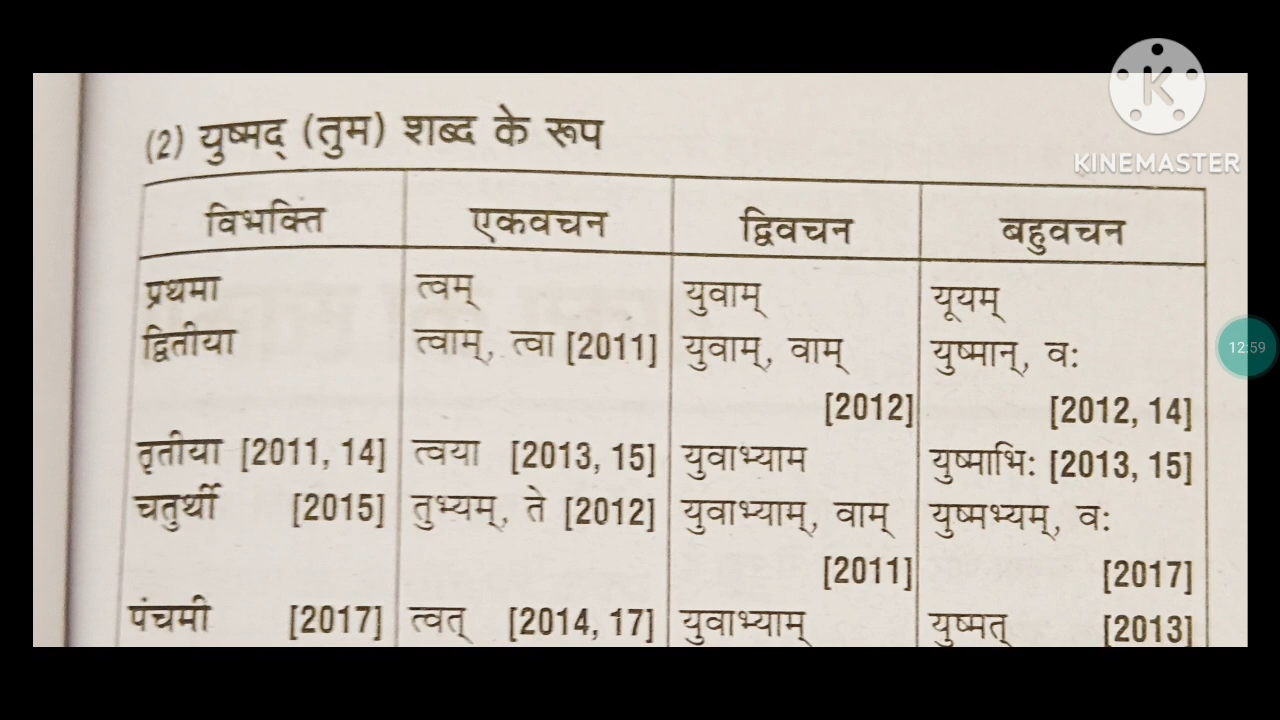 KINEMASTER
(2) युष्मद् (तुम) शब्द के रूप
विभक्ति एकवचन द्विवचन बहुवचन
प्रथमा त्वम् युवाम् यूयम्
द्वितीया त्वाम्, त्वा [2011] युवाम्, वाम् युष्मान्, वः
[2012] [2012, 14]
तृतीया [2011, 14] त्वया [2013, 15] युवाभ्याम युष्माभिः [2013, 15]
चतुर्थी [2015] तुभ्यम्, ते [2012] युवाभ्याम्, वाम् युष्मभ्यम्, वः
[2011] [2017]
पंचमी [2017] त्वत् [2014, 17] युवाभ्याम् युष्मत् [2013]
12:59